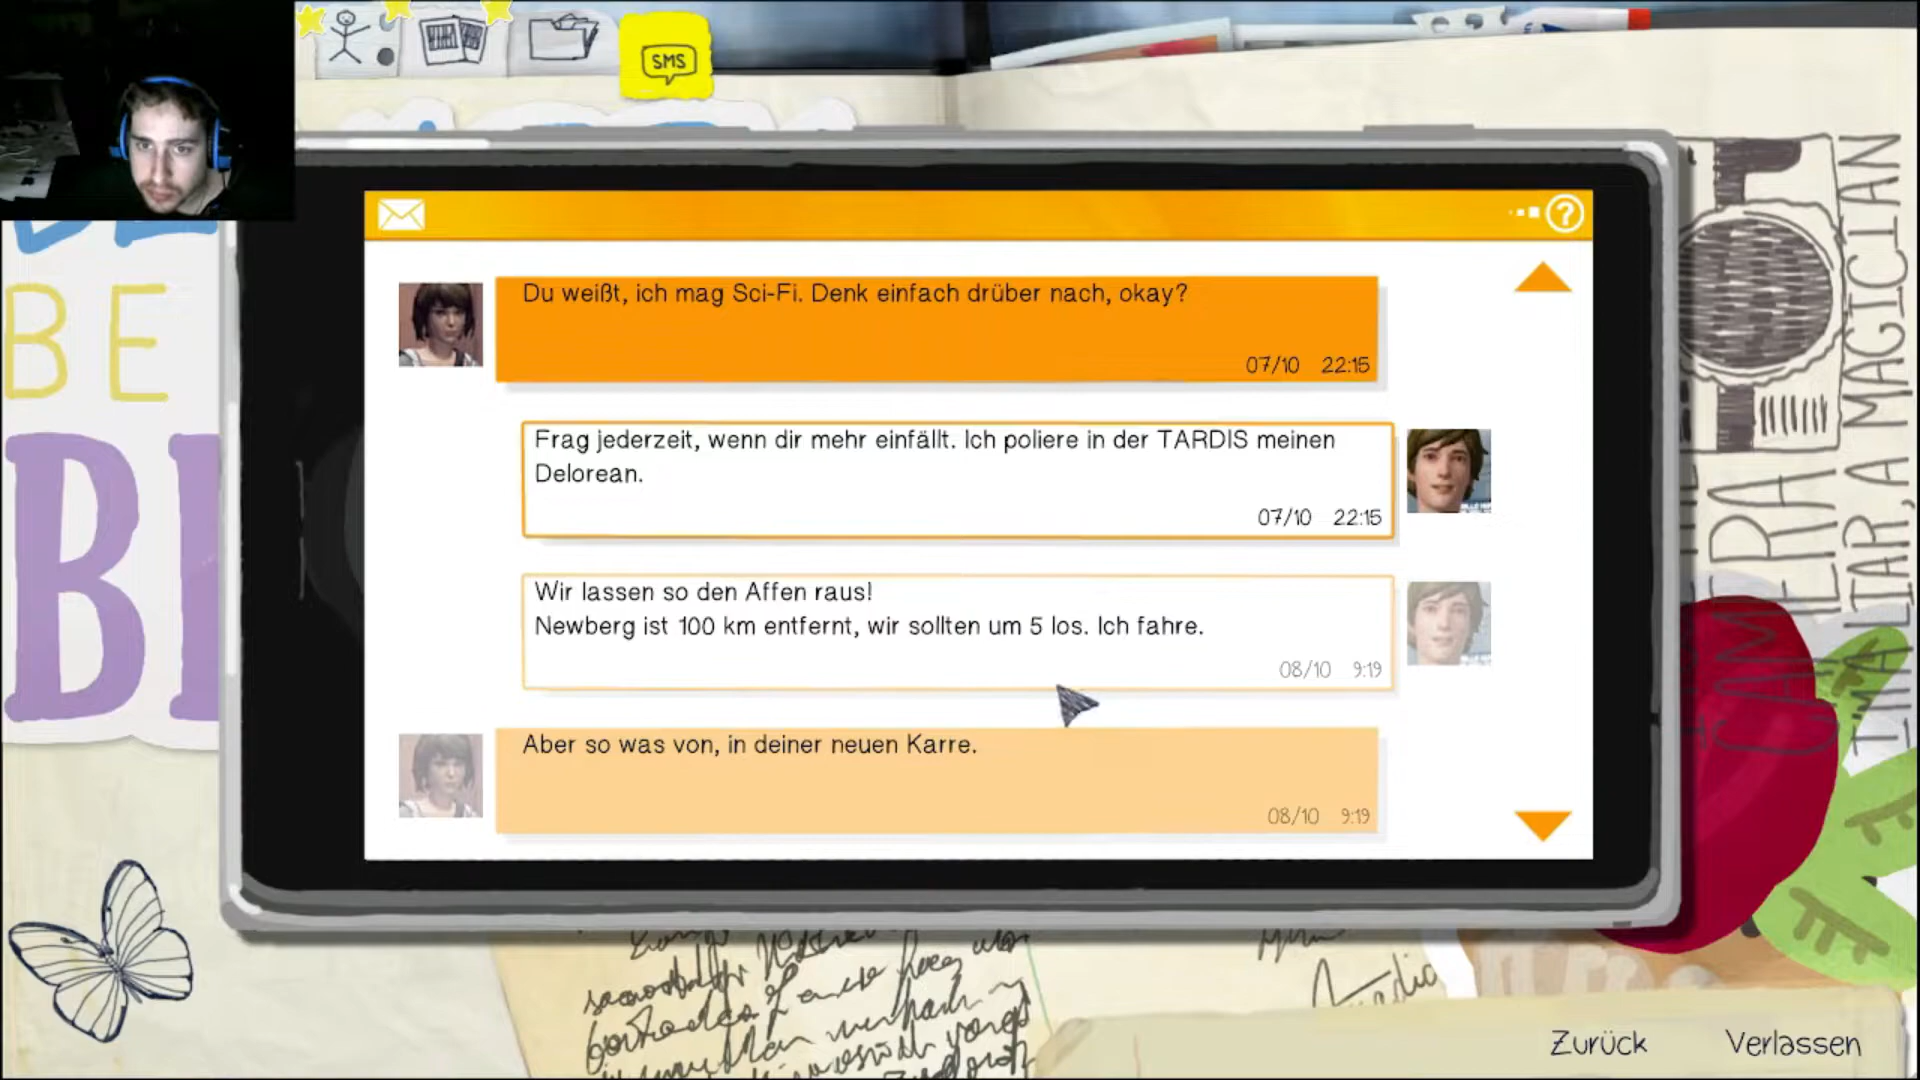 SMS
Du weißt, ich mag Sci-Fi. Denk einfach drüber nach, okay?
07/10 22:15
Frag jederzeit, wenn dir mehr einfällt. Ich poliere in der TARDIS meinen
Delorean.
07/10 22:15
Wir lassen so den Affen raus!
Newberg ist 100 km entfernt, wir sollten um 5 los. Ich fahre.
08/10 9:19
Aber so was von, in deiner neuen Karre.
08/10 9:19
BE
A MAGICIAN
Zurück
Verlassen